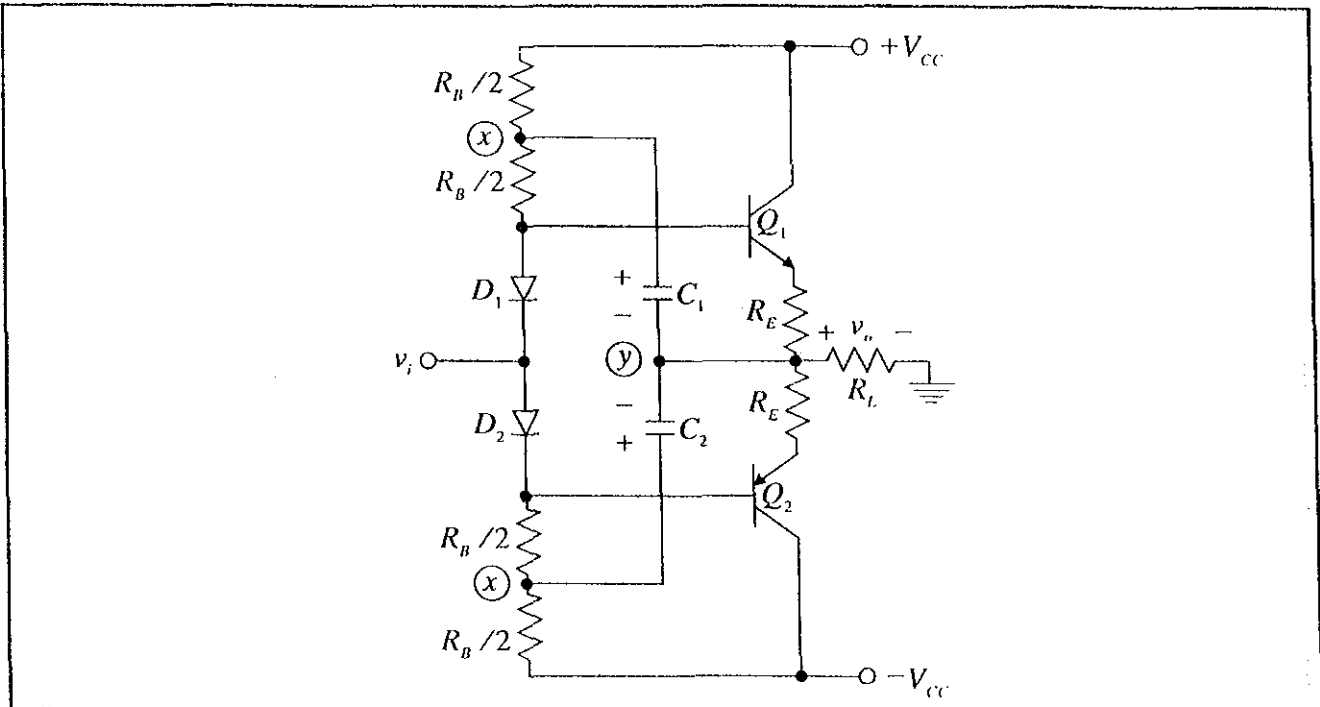 +V_CC
R_B /2
x
R_B /2
Q_1
D_1
+
C_1
−
R_E
+ v_o −
v_i
y
R_L
−
R_E
D_2
C_2
+
Q_2
R_B /2
x
R_B /2
−V_CC